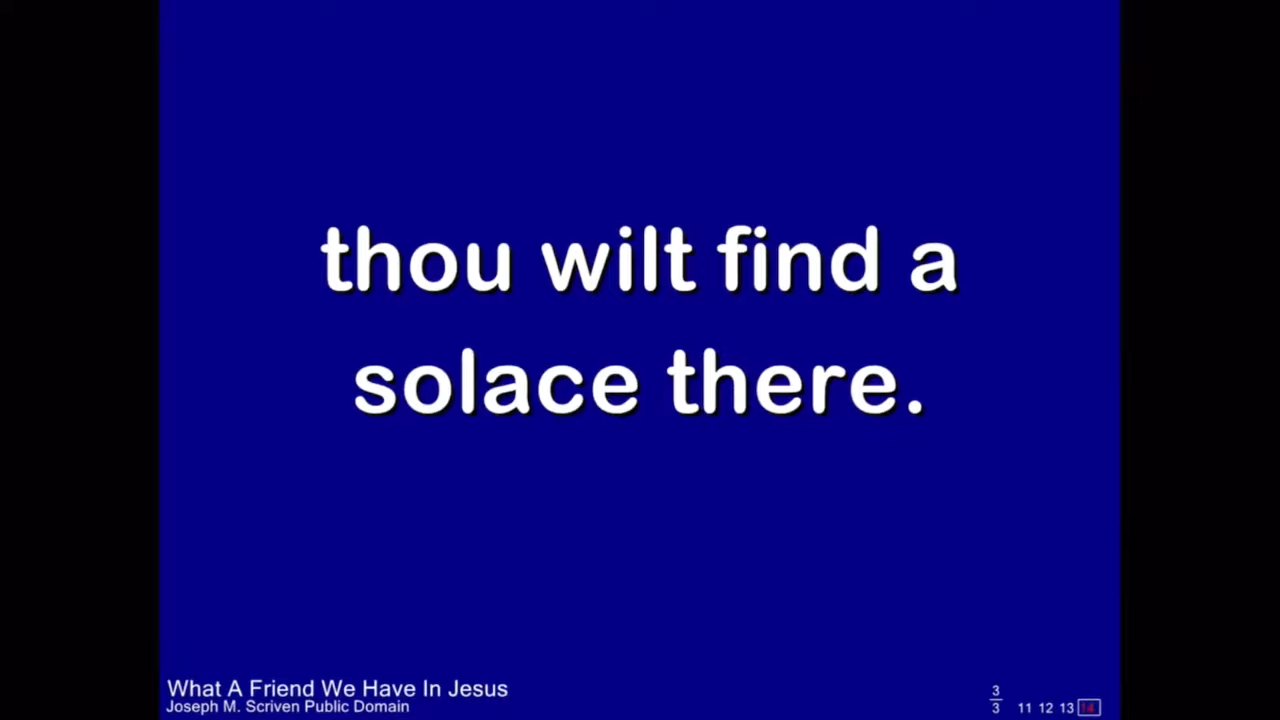 thou wilt find a
solace there.
What A Friend We Have In Jesus
Joseph M. Scriven Public Domain
3
3
11 12 13 14